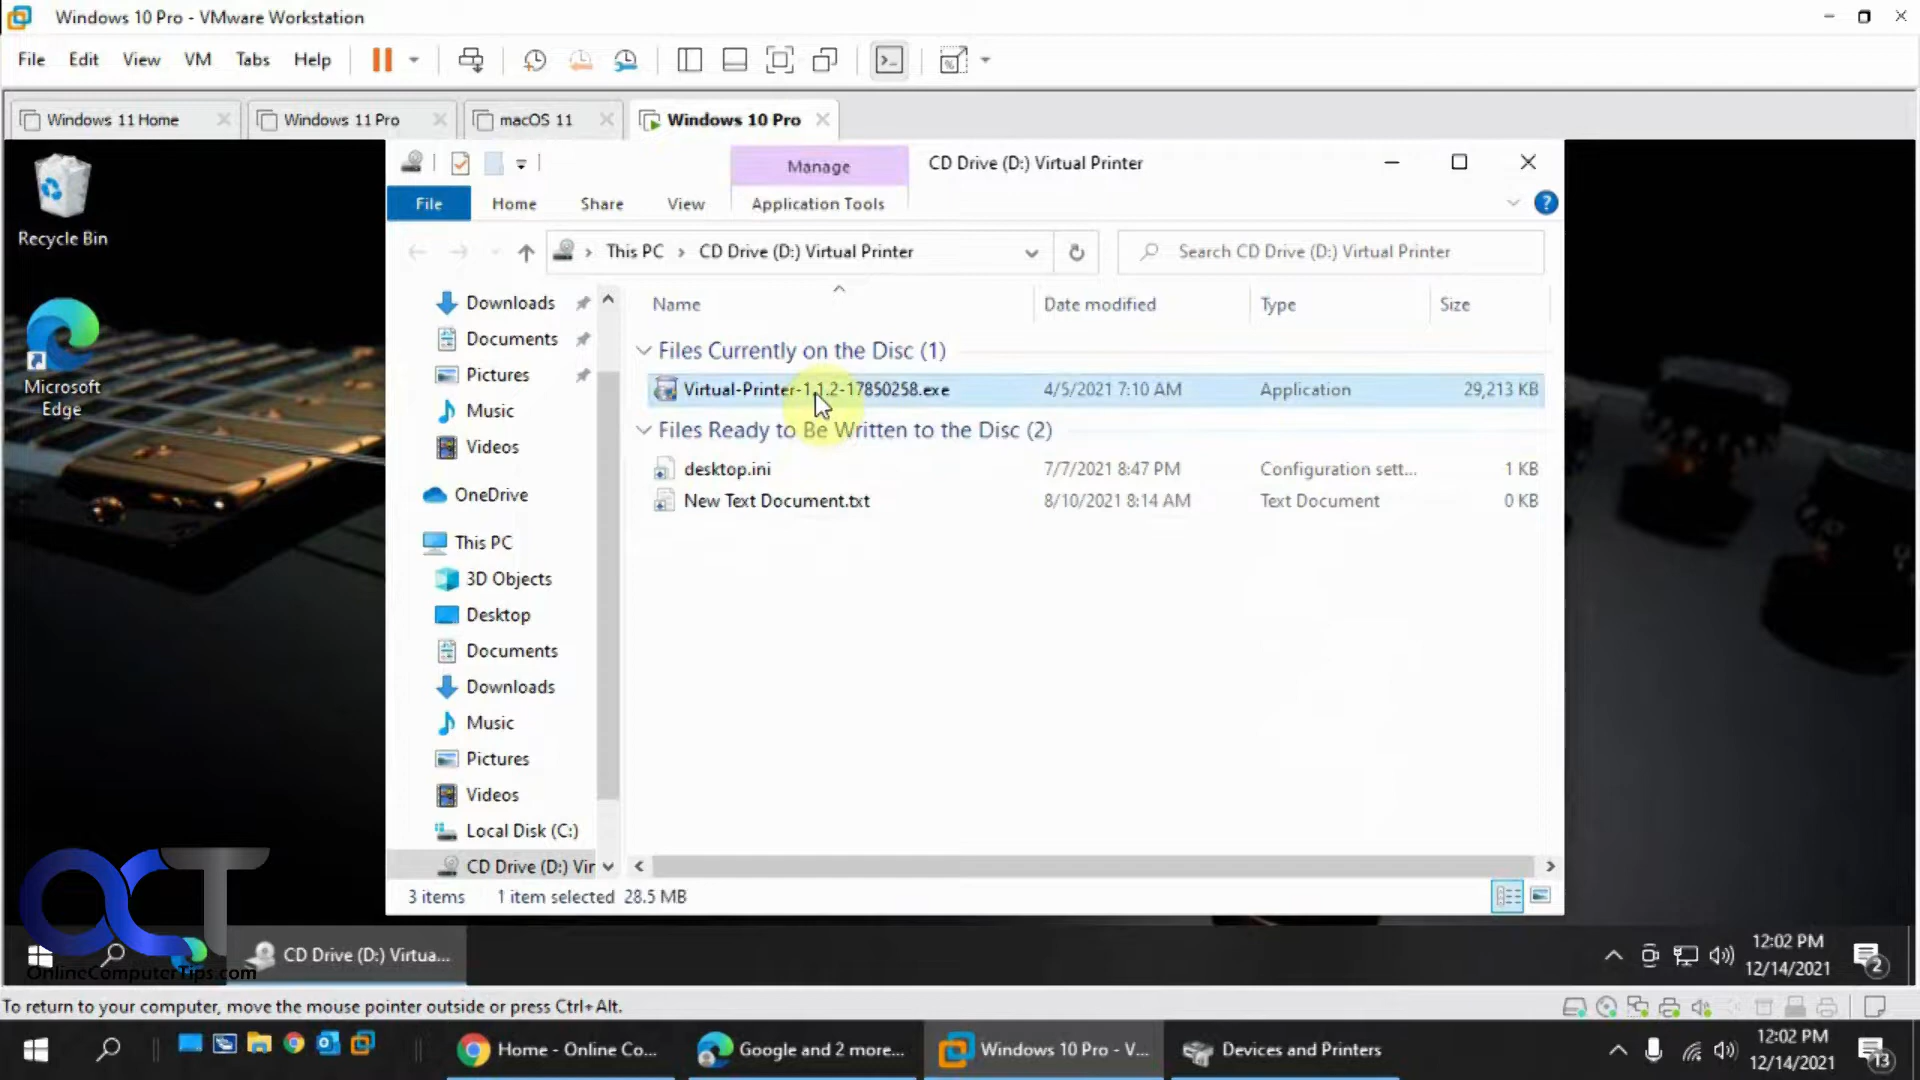 Windows 10 Pro - VMware Workstation
File Edit View VM Tabs Help
Windows 11 Home
Windows 11 Pro
macOS 11
Windows 10 Pro
Recycle Bin
Microsoft
Edge
Manage
CD Drive (D:) Virtual Printer
File Home Share View Application Tools
This PC > CD Drive (D:) Virtual Printer
Search CD Drive (D:) Virtual Printer
Downloads
Documents
Pictures
Music
Videos
OneDrive
This PC
3D Objects
Desktop
Documents
Downloads
Music
Pictures
Videos
Local Disk (C:)
CD Drive (D:) Vir
Name Date modified Type Size
Files Currently on the Disc (1)
Virtual-Printer-1.1.2-17850258.exe 4/5/2021 7:10 AM Application 29,213 KB
Files Ready to Be Written to the Disc (2)
desktop.ini 7/7/2021 8:47 PM Configuration sett... 1 KB
New Text Document.txt 8/10/2021 8:14 AM Text Document 0 KB
3 items 1 item selected 28.5 MB
OCT
OnlineComputerTips.com
CD Drive (D:) Virtua...
12:02 PM
12/14/2021
2
To return to your computer, move the mouse pointer outside or press Ctrl+Alt.
Home - Online Co...
Google and 2 more...
Windows 10 Pro - V...
Devices and Printers
12:02 PM
12/14/2021
13